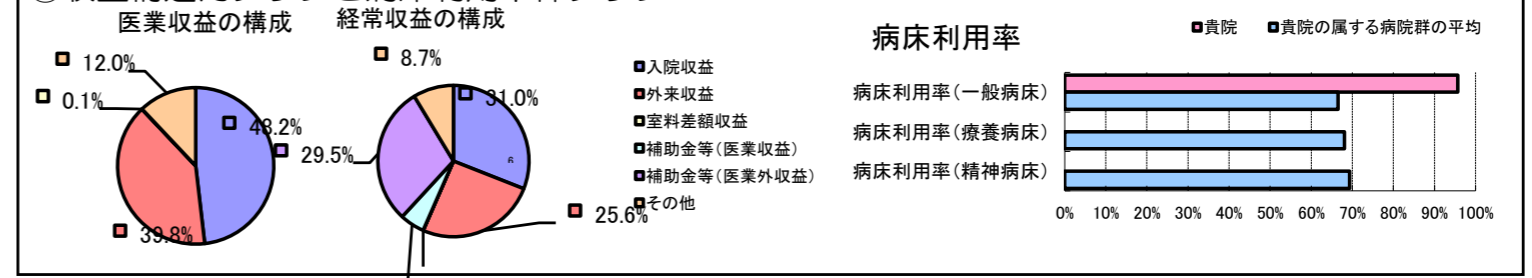 医業収益の構成
経常収益の構成
12.0%
0.1%
48.2%
39.8%
8.7%
31.0%
29.5%
25.6%
入院収益
外来収益
室料差額収益
補助金等(医業収益)
補助金等(医業外収益)
その他
病床利用率
貴院
貴院の属する病院群の平均
病床利用率(一般病床)
病床利用率(療養病床)
病床利用率(精神病床)
0% 10% 20% 30% 40% 50% 60% 70% 80% 90% 100%